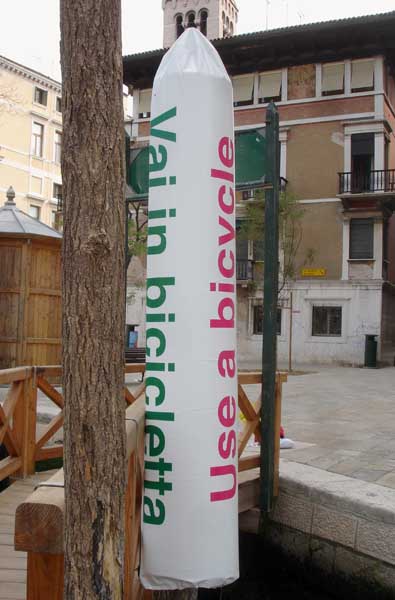 Vai in bicicletta
Use a bicycle